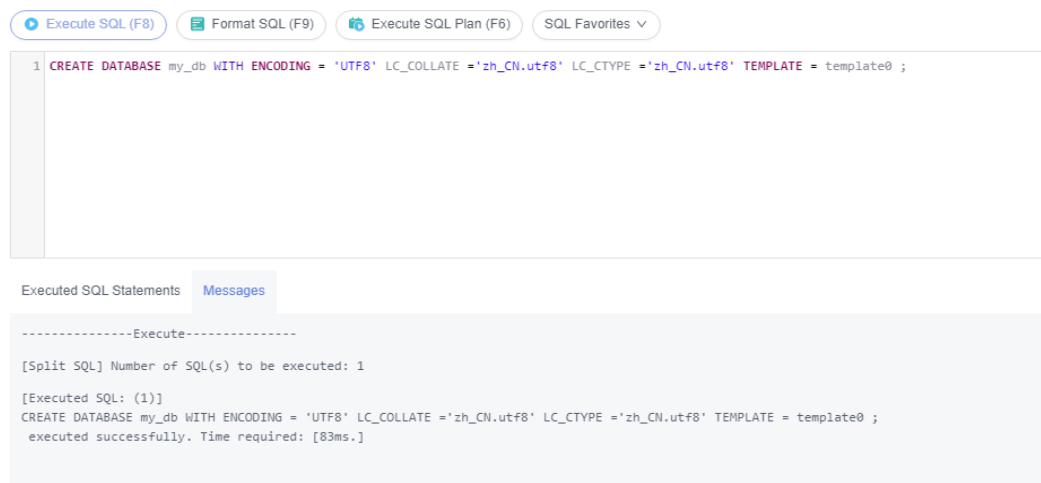 Execute SQL (F8) Format SQL (F9) Execute SQL Plan (F6) SQL Favorites
1 CREATE DATABASE my_db WITH ENCODING = 'UTF8' LC_COLLATE ='zh_CN.utf8' LC_CTYPE ='zh_CN.utf8' TEMPLATE = template0 ;
Executed SQL Statements Messages
---------------Execute---------------
[Split SQL] Number of SQL(s) to be executed: 1
[Executed SQL: (1)]
CREATE DATABASE my_db WITH ENCODING = 'UTF8' LC_COLLATE ='zh_CN.utf8' LC_CTYPE ='zh_CN.utf8' TEMPLATE = template0 ;
executed successfully. Time required: [83ms.]